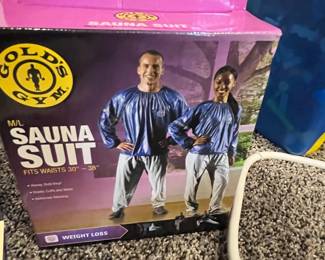 SAUNA SUIT
GOLD'S
GYM
M/L
SAUNA
SUIT
FITS WAISTS 30" – 38"
WEIGHT LOSS